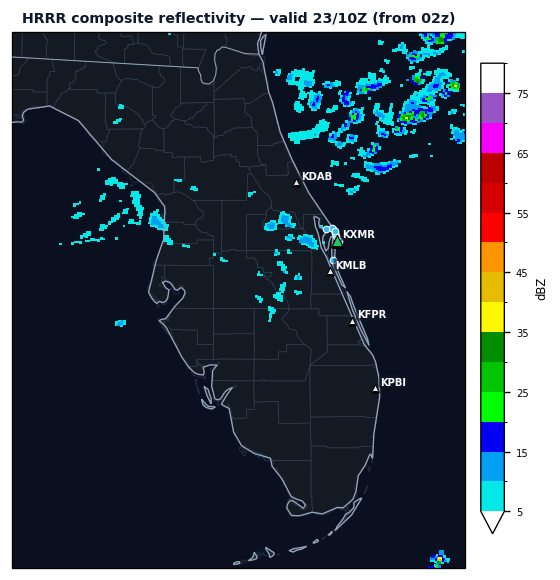 HRRR composite reflectivity — valid 23/10Z (from 02z)
KDAB
KXMR
KMLB
KFPR
KPBI
75
65
55
45
35
25
15
5
dBZ